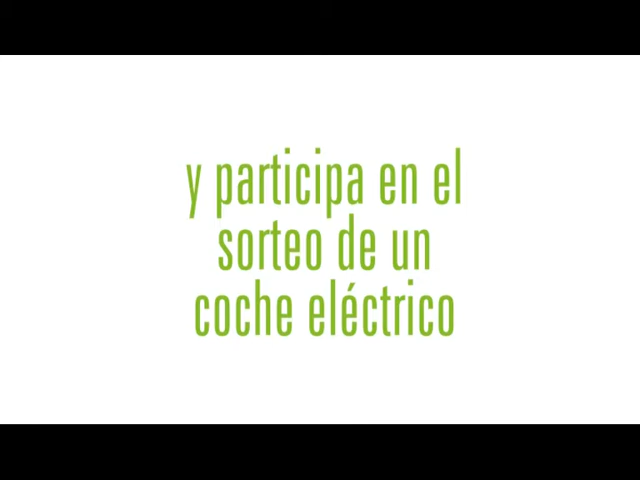 y participa en el
sorteo de un
coche eléctrico